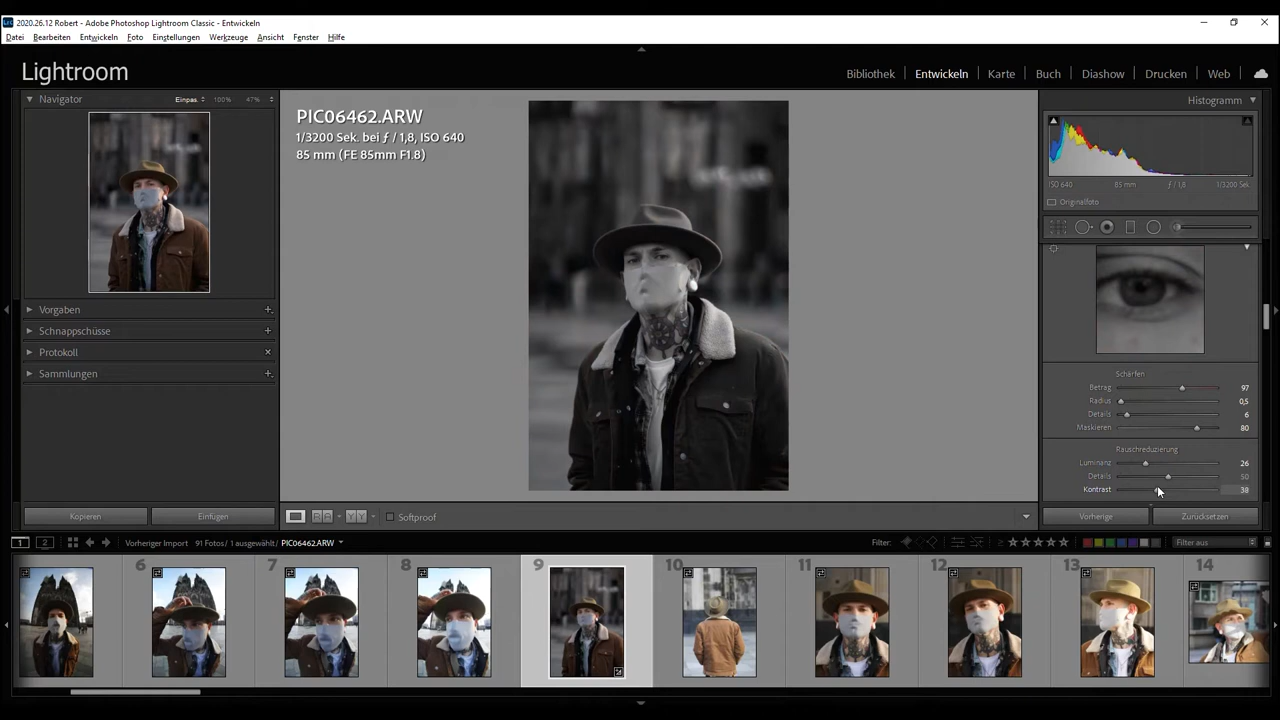 2020.26.12 Robert - Adobe Photoshop Lightroom Classic - Entwickeln
Datei Bearbeiten Entwickeln Foto Einstellungen Werkzeuge Ansicht Fenster Hilfe
Lightroom
Bibliothek Entwickeln Karte Buch Diashow Drucken Web
Navigator Einpas. 100% 47%
Histogramm
PIC06462.ARW
1/3200 Sek. bei ƒ / 1,8, ISO 640
85 mm (FE 85mm F1.8)
ISO 640 85 mm ƒ / 1,8 1/3200 Sek.
Originalfoto
Vorgaben
Schnappschüsse
Protokoll
Sammlungen
Schärfen
Betrag 97
Radius 0,5
Details 6
Maskieren 80
Rauschreduzierung
Luminanz 26
Details 50
Kontrast 38
Kopieren Einfügen
Softproof
Vorherige Zurücksetzen
1 2 Vorheriger Import 91 Fotos / 1 ausgewählt / PIC06462.ARW Filter: Filter aus
6 7 8 9 10 11 12 13 14